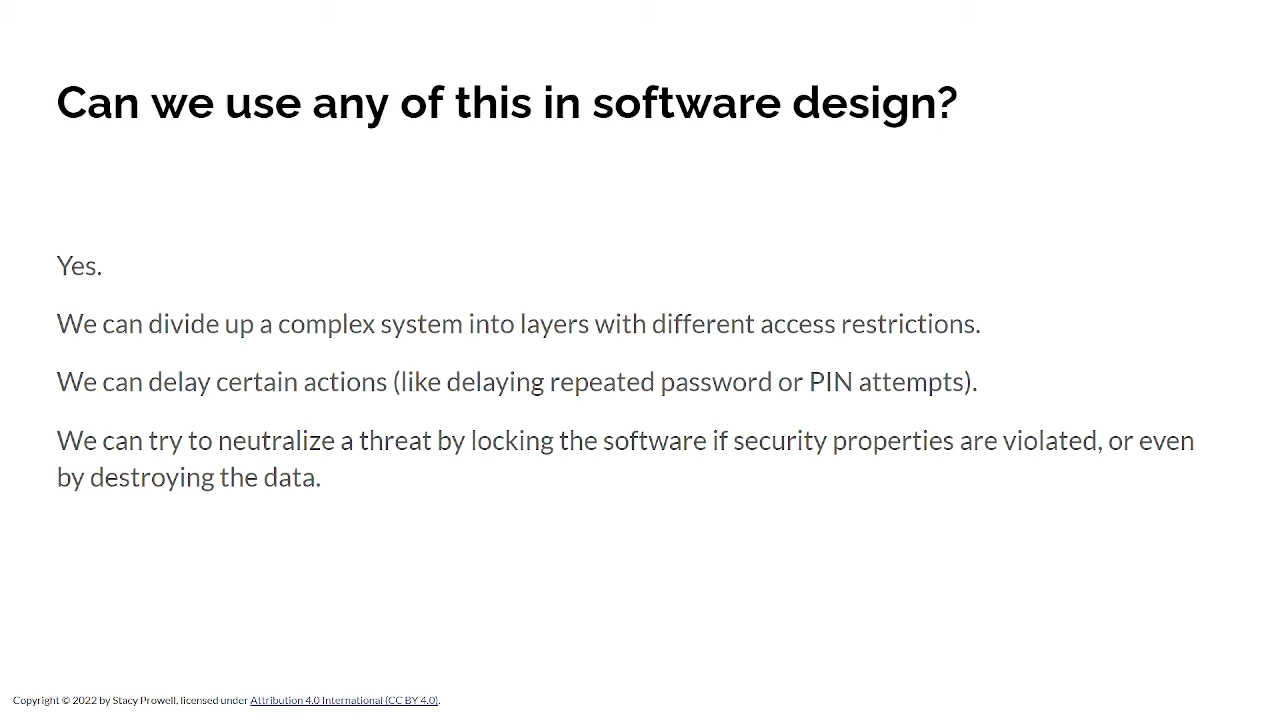 Can we use any of this in software design?
Yes.
We can divide up a complex system into layers with different access restrictions.
We can delay certain actions (like delaying repeated password or PIN attempts).
We can try to neutralize a threat by locking the software if security properties are violated, or even
by destroying the data.
Copyright © 2022 by Stacy Prowell, licensed under Attribution 4.0 International (CC BY 4.0).